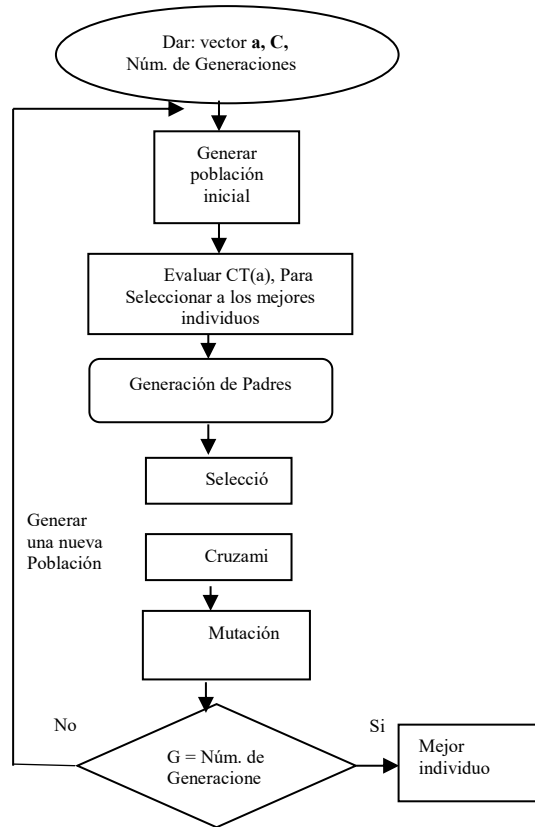 Dar: vector a, C,
Núm. de Generaciones
Generar
población
inicial
Evaluar CT(a), Para
Seleccionar a los mejores
individuos
Generación de Padres
Selecció
Generar
una nueva
Población
Cruzami
Mutación
No
G = Núm. de
Generacione
Si
Mejor
individuo